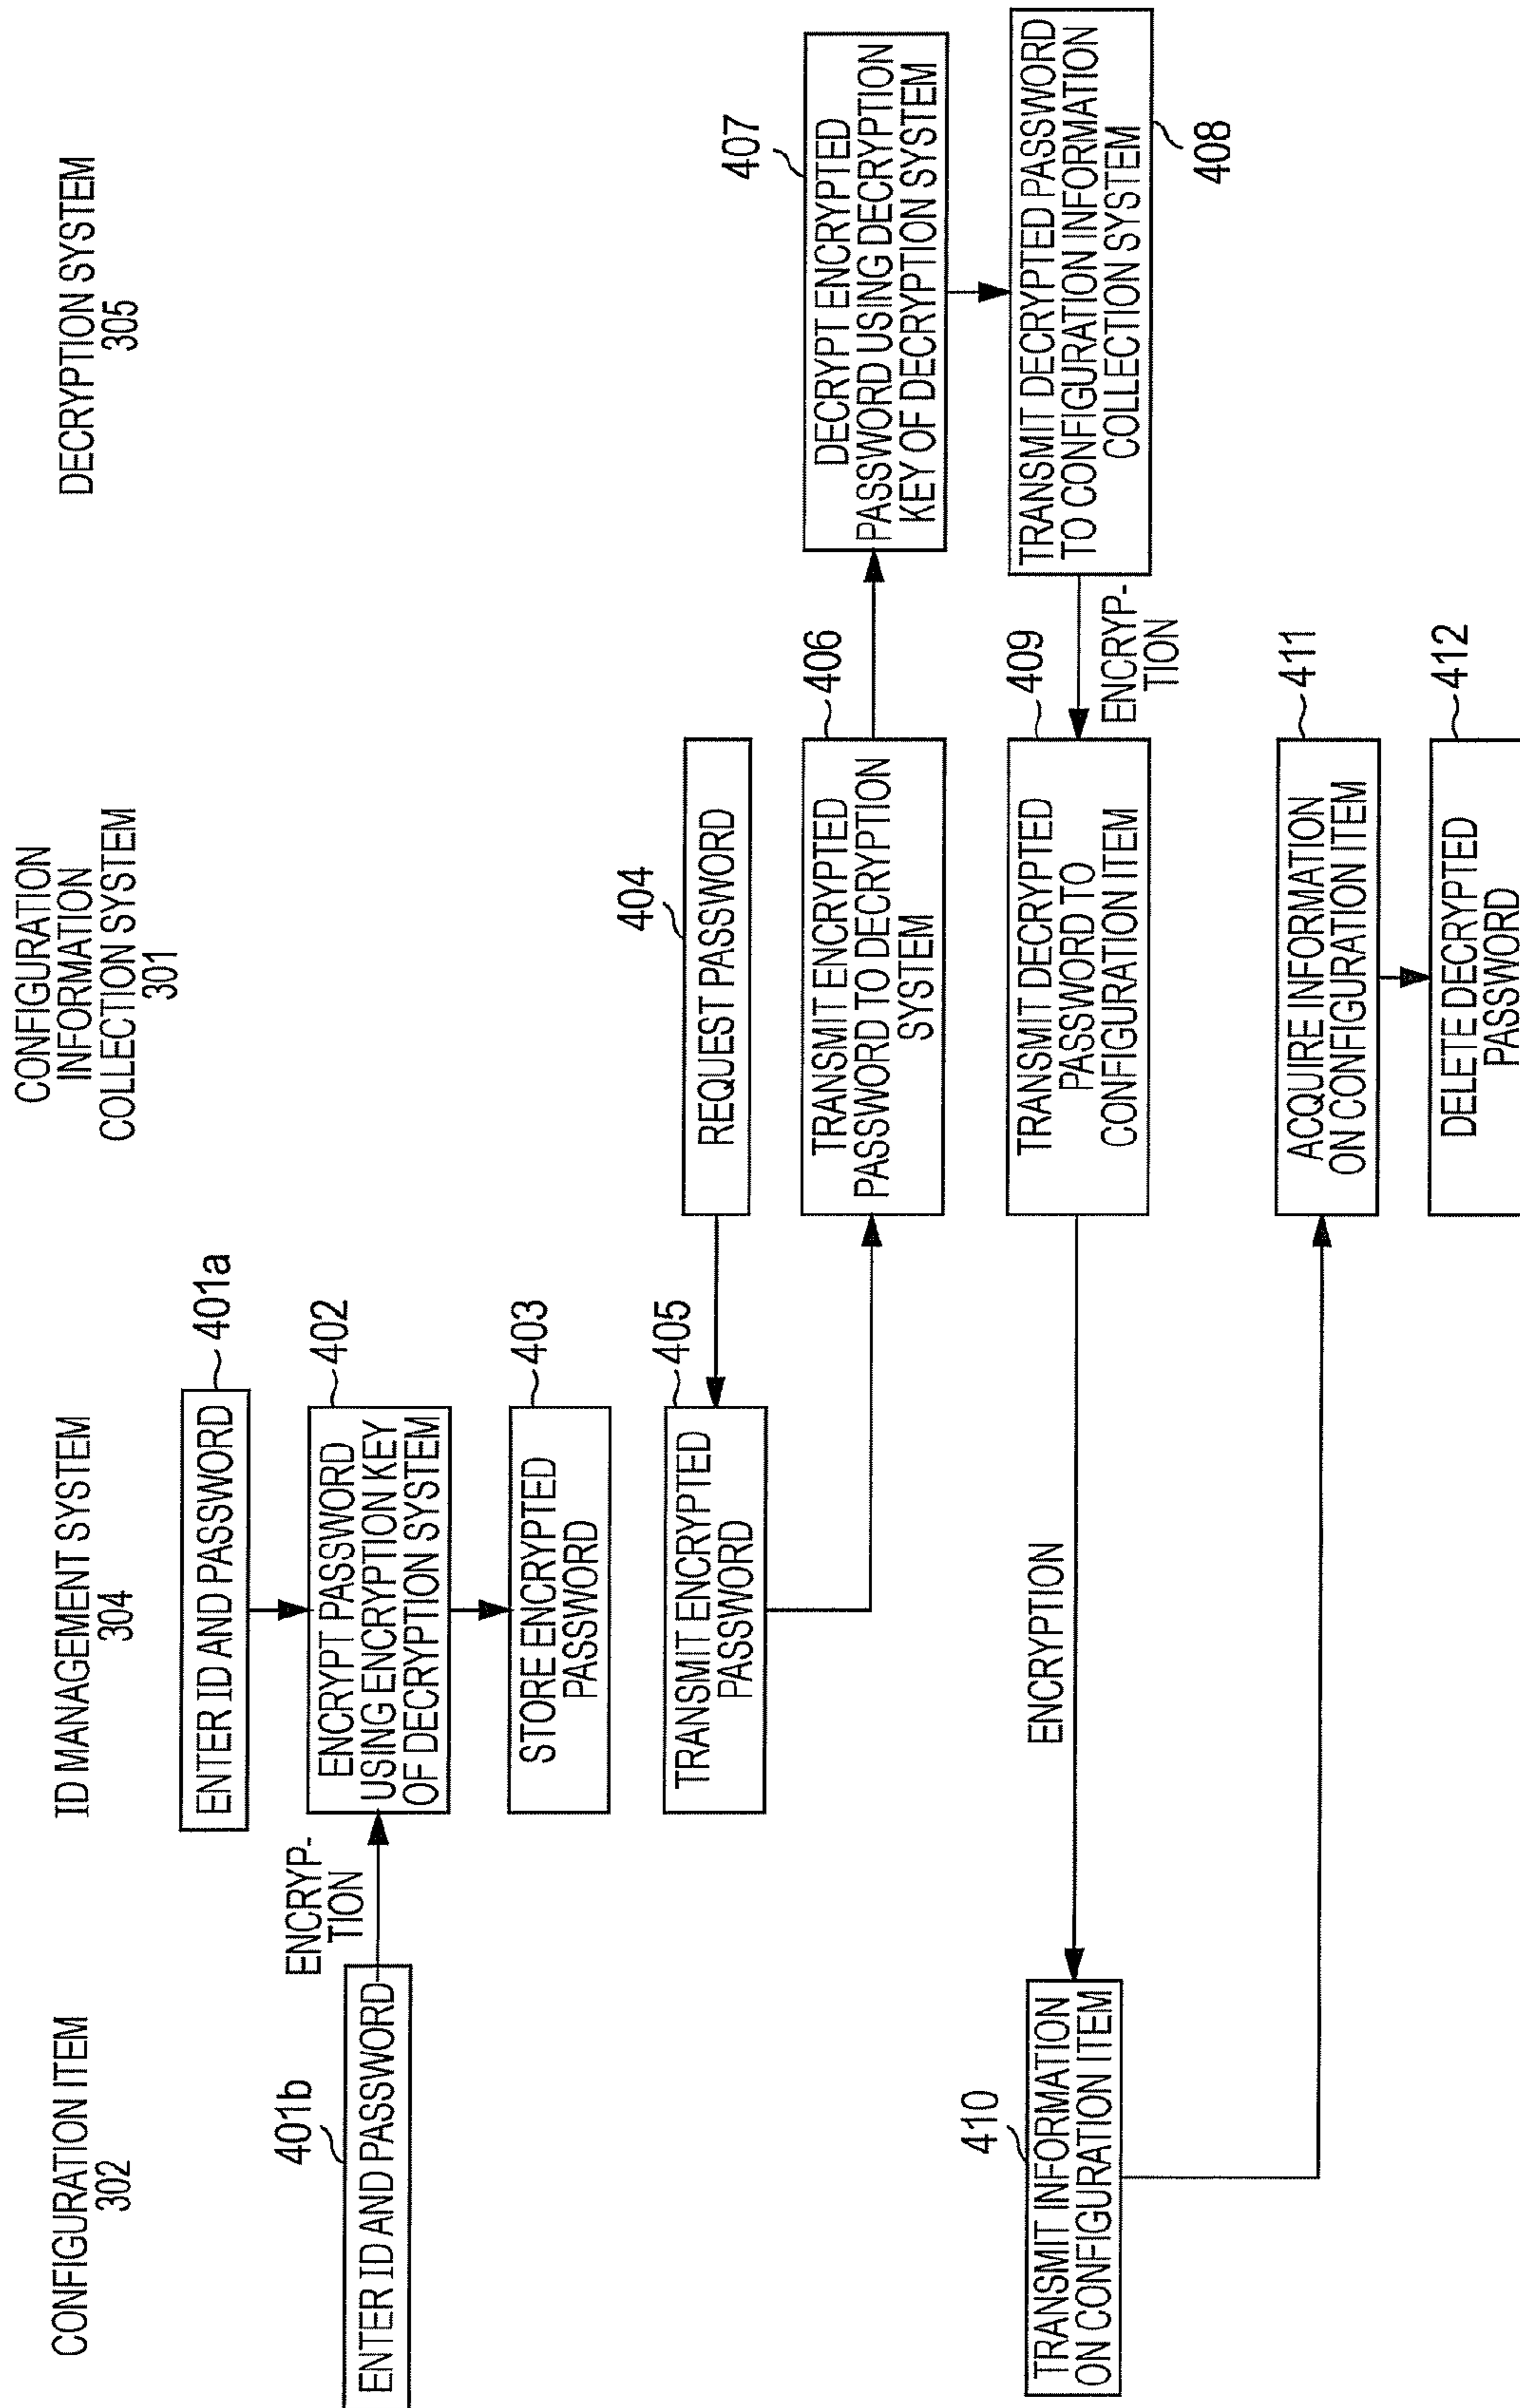 CONFIGURATION ITEM
302
ID MANAGEMENT SYSTEM
304
CONFIGURATION
INFORMATION
COLLECTION SYSTEM
301
DECRYPTION SYSTEM
305
401a
ENTER ID AND PASSWORD
401b
ENTER ID AND PASSWORD
ENCRYP-
TION
402
ENCRYPT PASSWORD
USING ENCRYPTION KEY
OF DECRYPTION SYSTEM
403
STORE ENCRYPTED
PASSWORD
404
REQUEST PASSWORD
405
TRANSMIT ENCRYPTED
PASSWORD
406
TRANSMIT ENCRYPTED
PASSWORD TO DECRYPTION
SYSTEM
407
DECRYPT ENCRYPTED
PASSWORD USING DECRYPTION
KEY OF DECRYPTION SYSTEM
TRANSMIT DECRYPTED PASSWORD
TO CONFIGURATION INFORMATION
COLLECTION SYSTEM
408
ENCRYP-
TION
409
TRANSMIT DECRYPTED
PASSWORD TO
CONFIGURATION ITEM
ENCRYPTION
410
TRANSMIT INFORMATION
ON CONFIGURATION ITEM
411
ACQUIRE INFORMATION
ON CONFIGURATION ITEM
412
DELETE DECRYPTED
PASSWORD